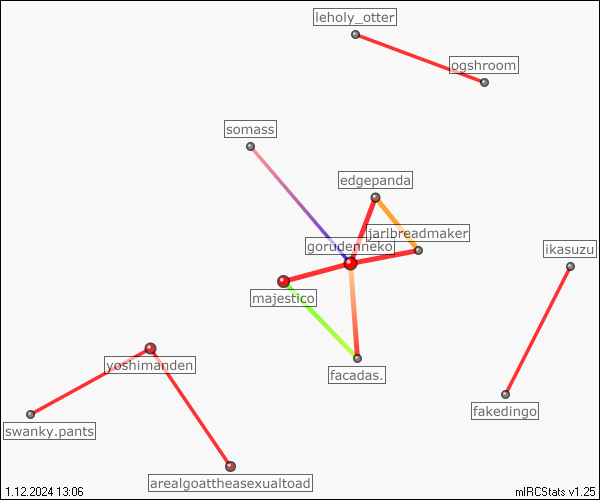 leholy_otter
ogshroom
somass
edgepanda
jarlbreadmaker
gorudenneko
ikasuzu
majestico
yoshimanden
facadas.
fakedingo
swanky.pants
arealgoattheasexualtoad
1.12.2024 13:06
mIRCStats v1.25